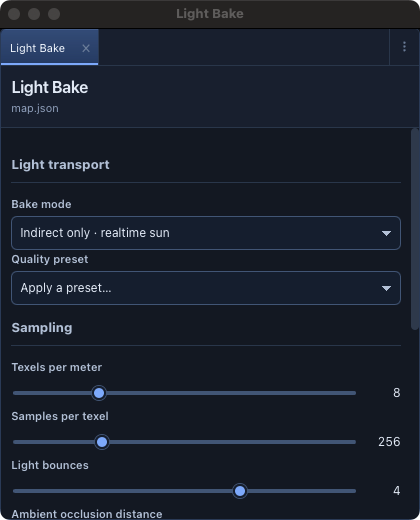 Light Bake
Light Bake
Light Bake
map.json
Light transport
Bake mode
Indirect only · realtime sun
Quality preset
Apply a preset...
Sampling
Texels per meter
8
Samples per texel
256
Light bounces
4
Ambient occlusion distance